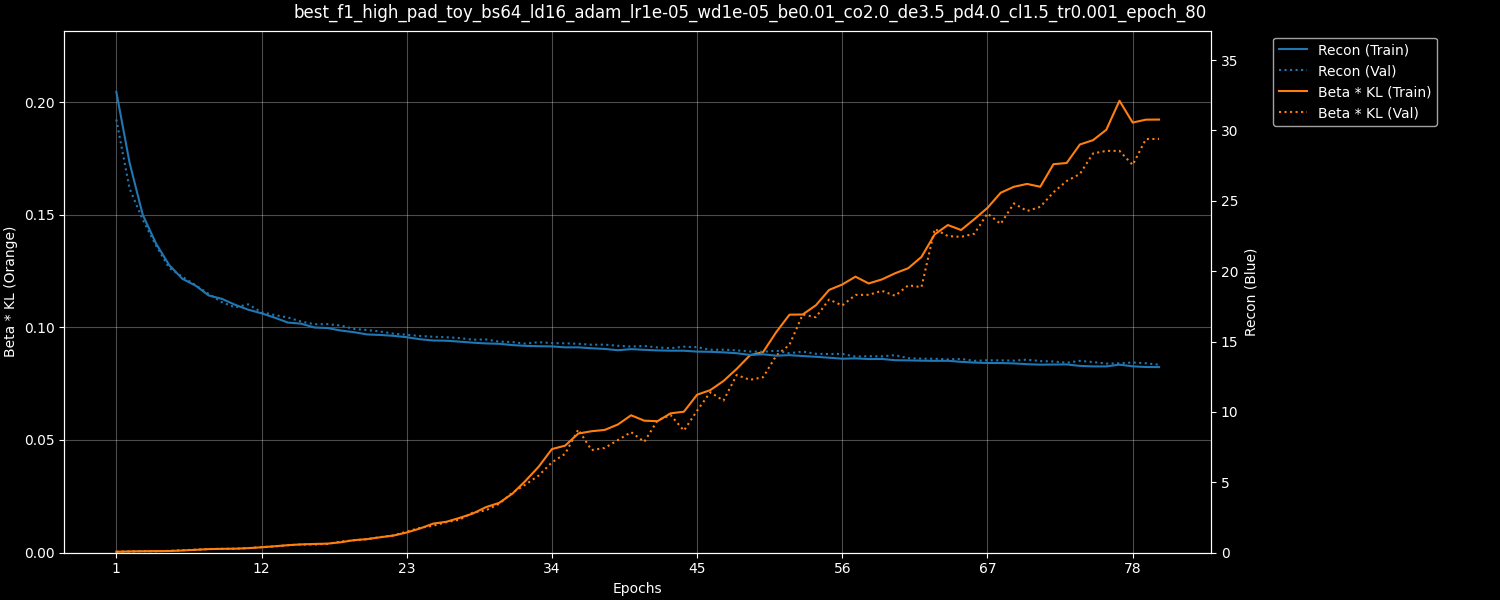 best_f1_high_pad_toy_bs64_ld16_adam_lr1e-05_wd1e-05_be0.01_co2.0_de3.5_pd4.0_cl1.5_tr0.001_epoch_80
Beta * KL (Orange)
0.20
0.15
0.10
0.05
0.00
1
12
23
34
45
56
67
78
Epochs
35
30
25
20
15
10
5
0
Recon (Blue)
Recon (Train)
Recon (Val)
Beta * KL (Train)
Beta * KL (Val)